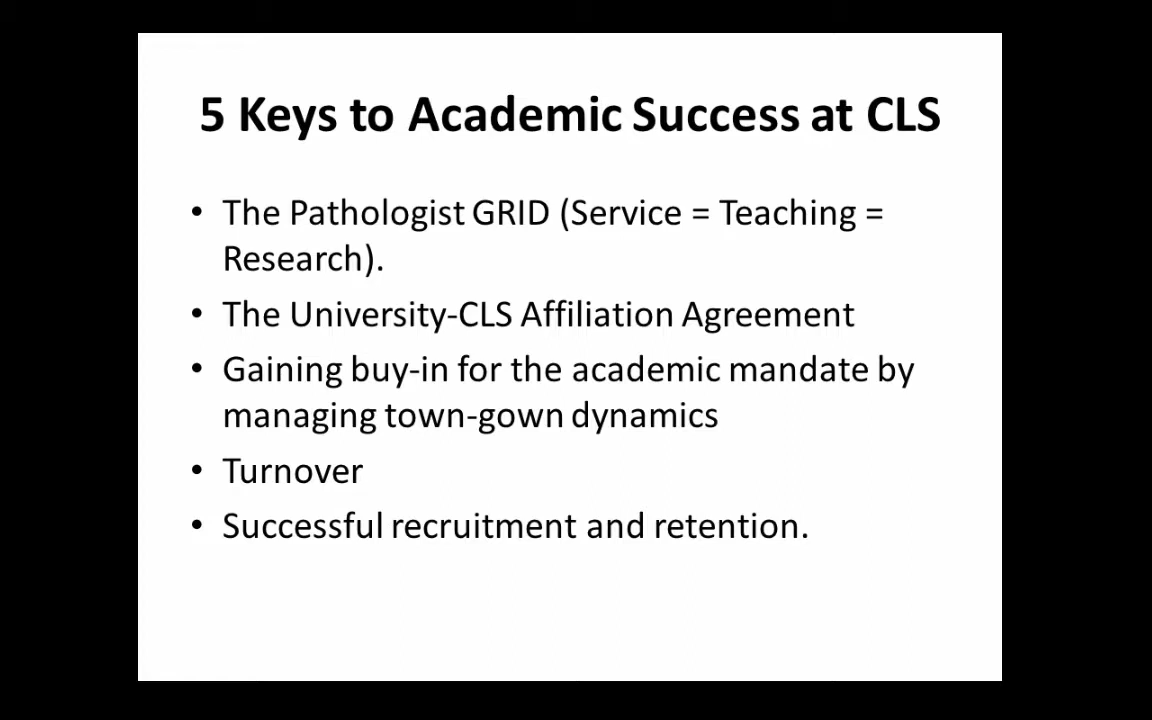 5 Keys to Academic Success at CLS
• The Pathologist GRID (Service = Teaching =
Research).
• The University-CLS Affiliation Agreement
• Gaining buy-in for the academic mandate by
managing town-gown dynamics
• Turnover
• Successful recruitment and retention.